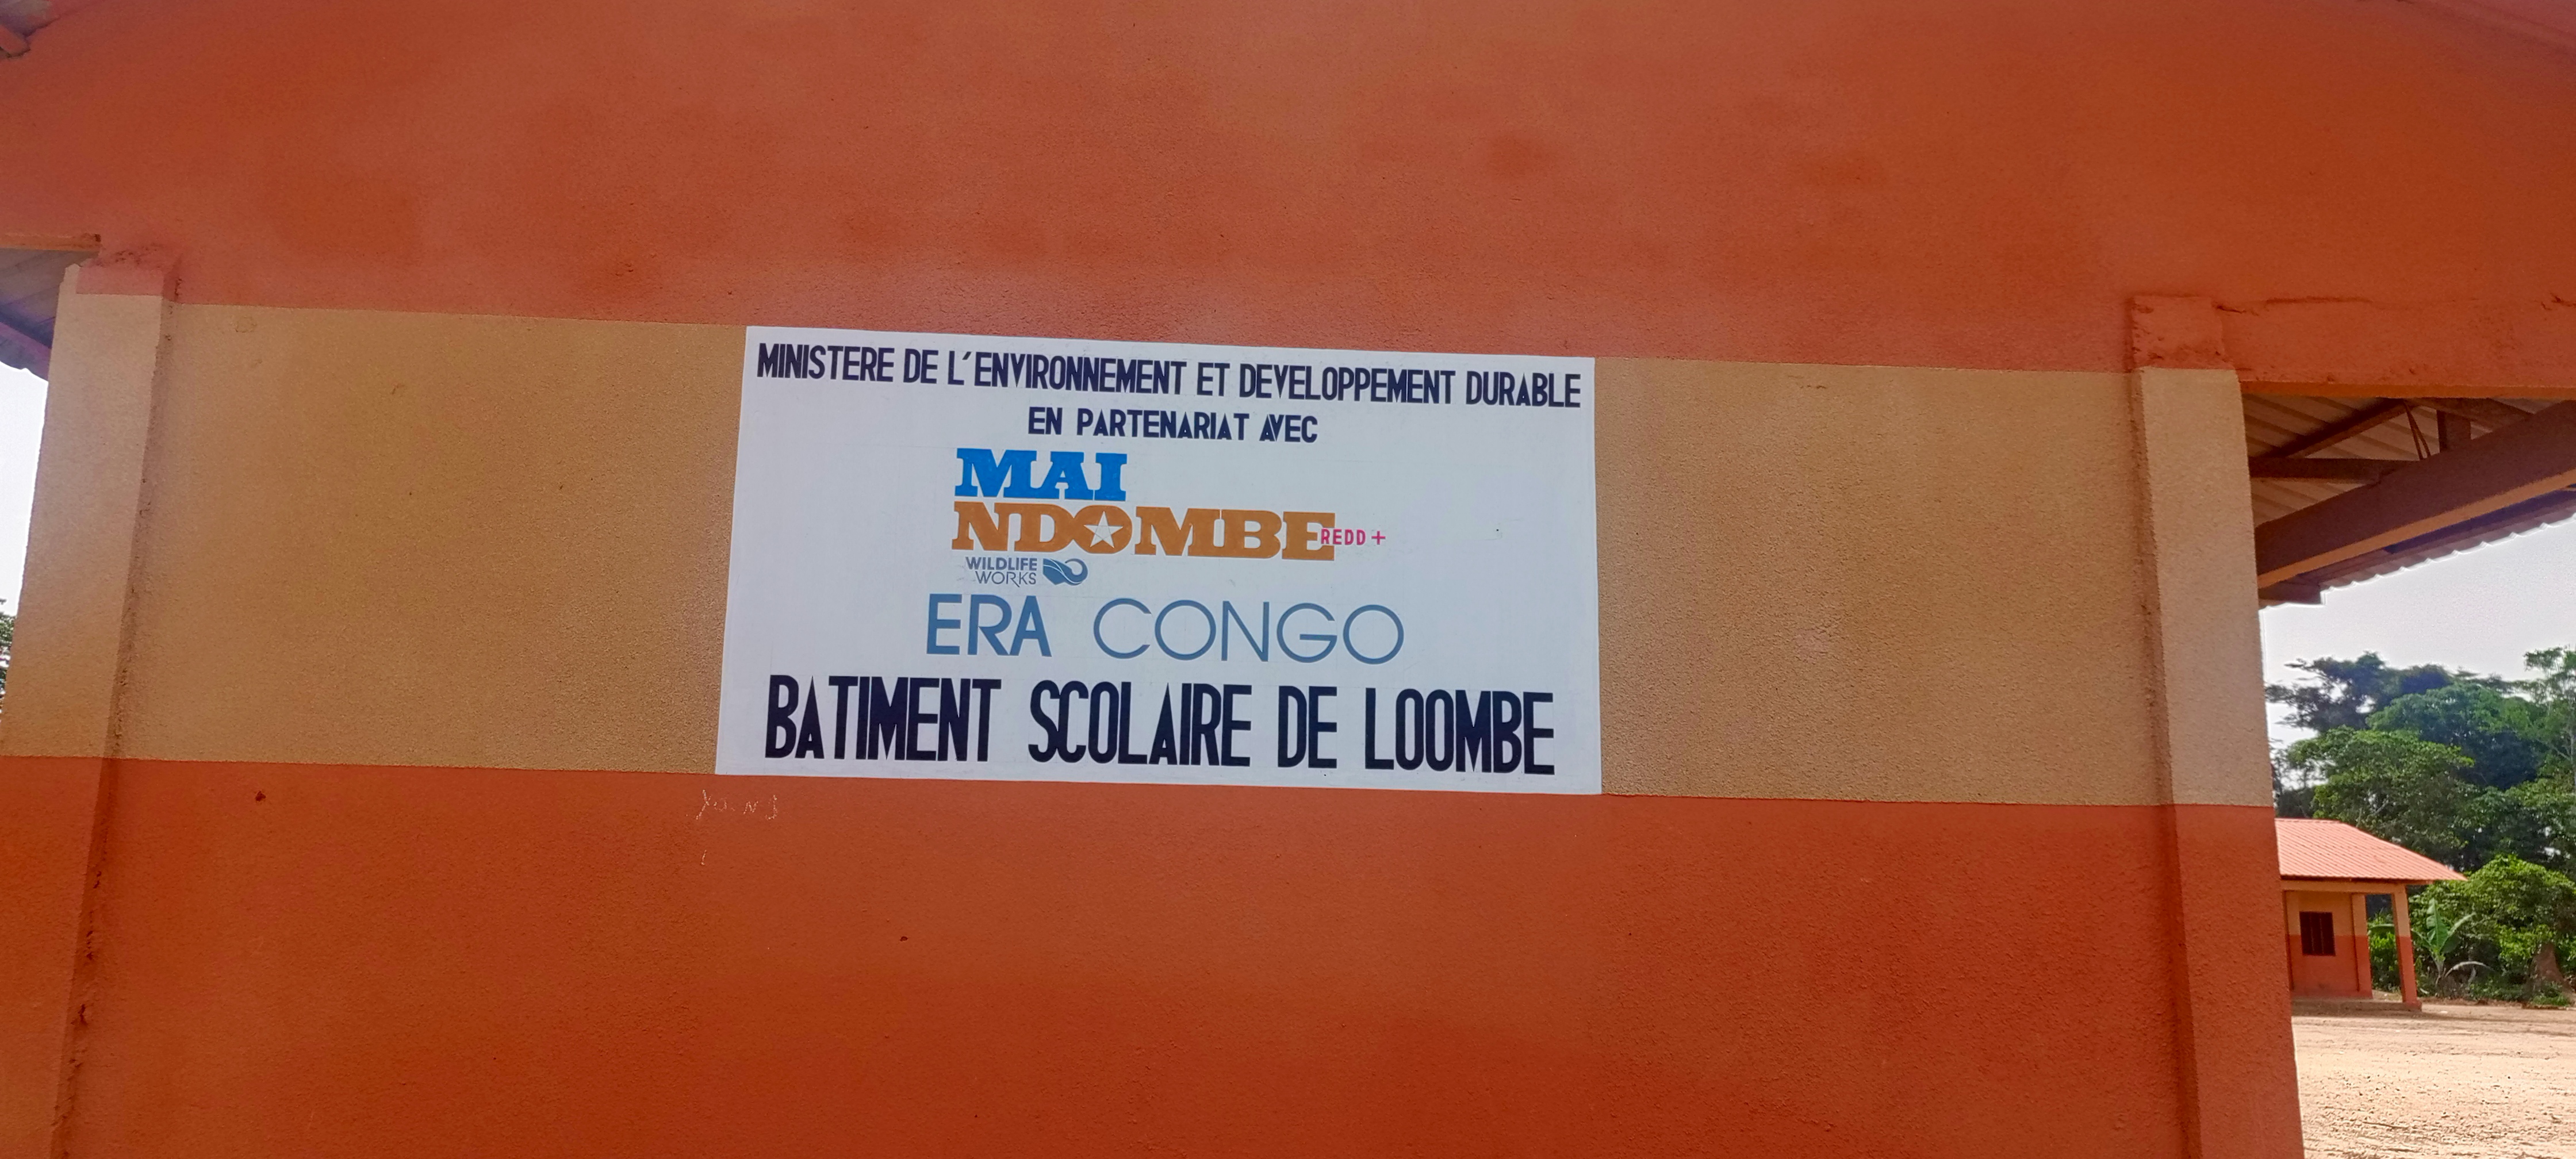 MINISTERE DE L'ENVIRONNEMENT ET DEVELOPPEMENT DURABLE
EN PARTENARIAT AVEC
MAI
NDOMBE REDD+
WILDLIFE
WORKS
ERA CONGO
BATIMENT SCOLAIRE DE LOOMBE